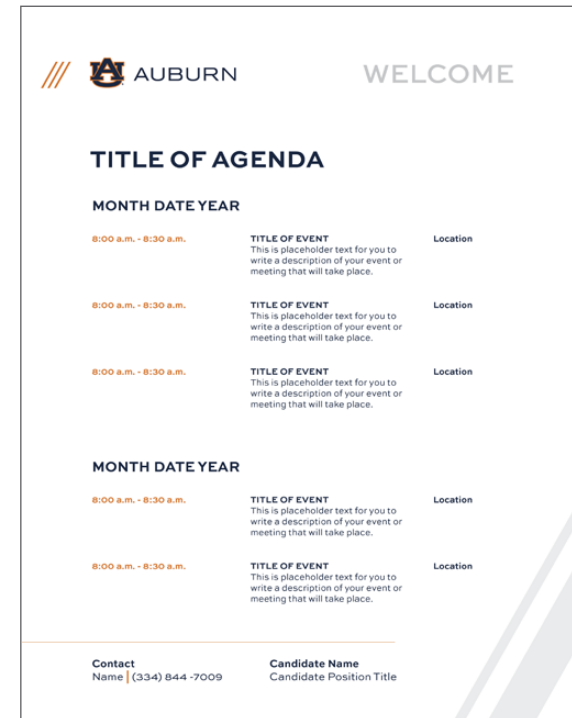 AUBURN
WELCOME
TITLE OF AGENDA
MONTH DATE YEAR
8:00 a.m. - 8:30 a.m.
TITLE OF EVENT
Location
This is placeholder text for you to
write a description of your event or
meeting that will take place.
8:00 a.m. - 8:30 a.m.
TITLE OF EVENT
Location
This is placeholder text for you to
write a description of your event or
meeting that will take place.
8:00 a.m. - 8:30 a.m.
TITLE OF EVENT
Location
This is placeholder text for you to
write a description of your event or
meeting that will take place.
MONTH DATE YEAR
8:00 a.m. - 8:30 a.m.
TITLE OF EVENT
Location
This is placeholder text for you to
write a description of your event or
meeting that will take place.
8:00 a.m. - 8:30 a.m.
TITLE OF EVENT
Location
This is placeholder text for you to
write a description of your event or
meeting that will take place.
Contact
Name | (334) 844 -7009
Candidate Name
Candidate Position Title